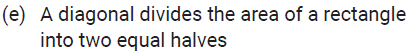 (e) A diagonal divides the area of a rectangle
into two equal halves